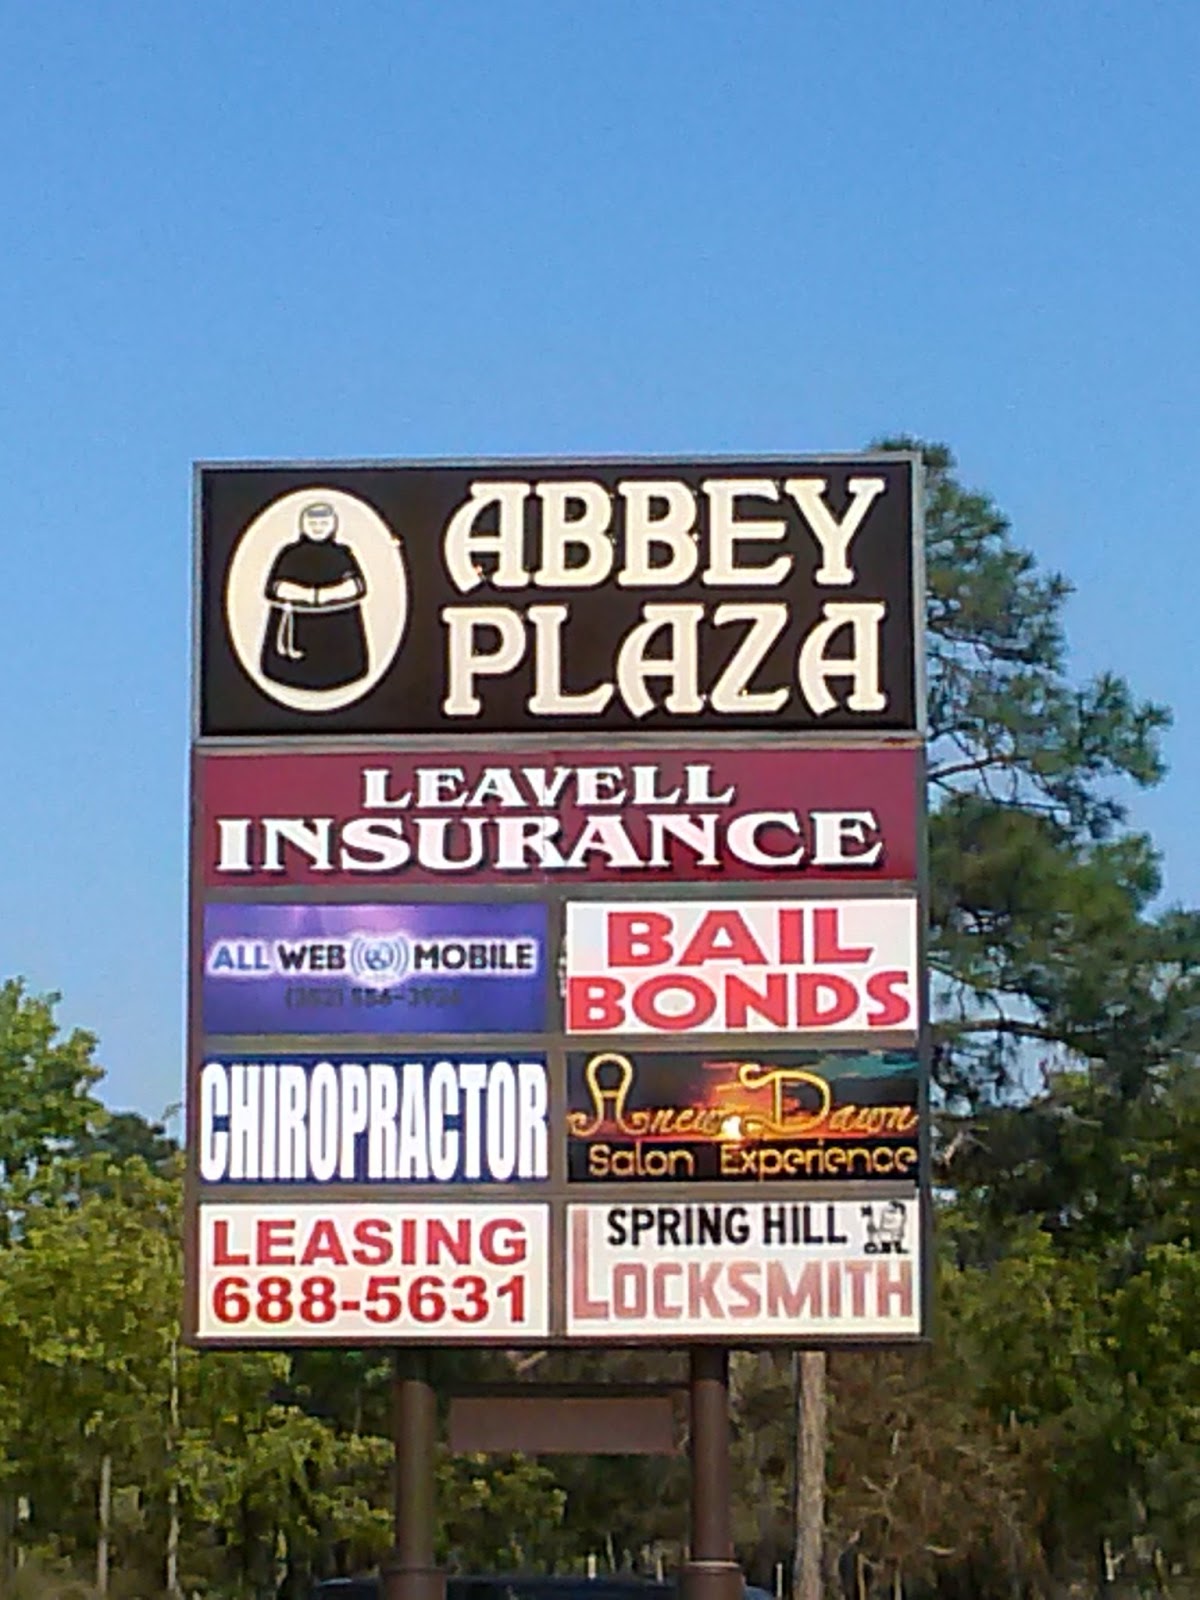 ABBEY
PLAZA
LEAVELL
INSURANCE
ALL WEB MOBILE
BAIL
BONDS
CHIROPRACTOR
Anew Dawn
Salon Experience
LEASING
688-5631
SPRING HILL
LOCKSMITH